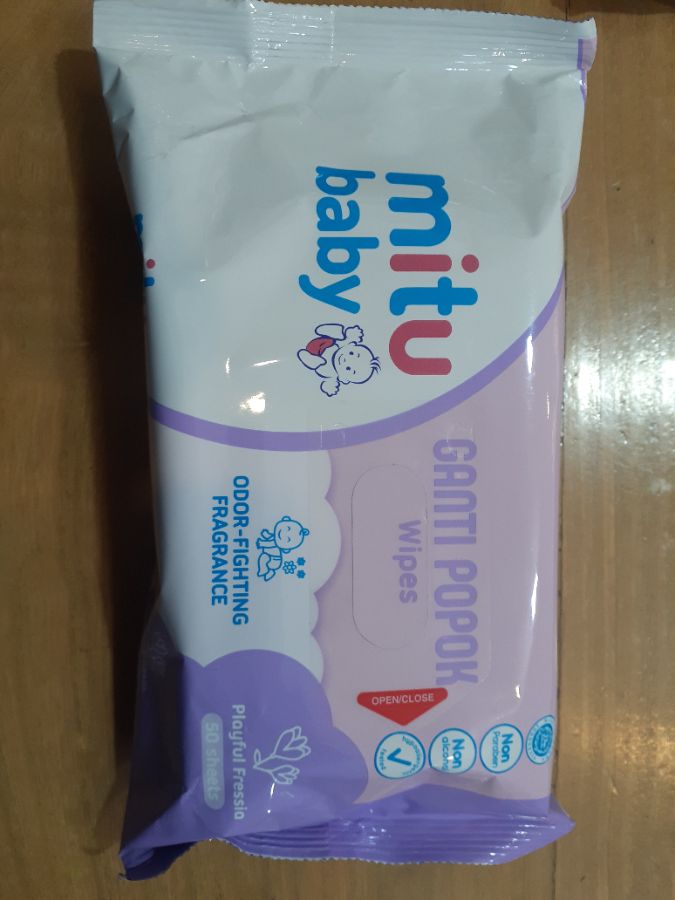 mitu
baby
GANTI POPOK
Wipes
ODOR-FIGHTING
FRAGRANCE
OPEN/CLOSE
Non
Paraben
Non
alcohol
Playful Fressia
50 sheets